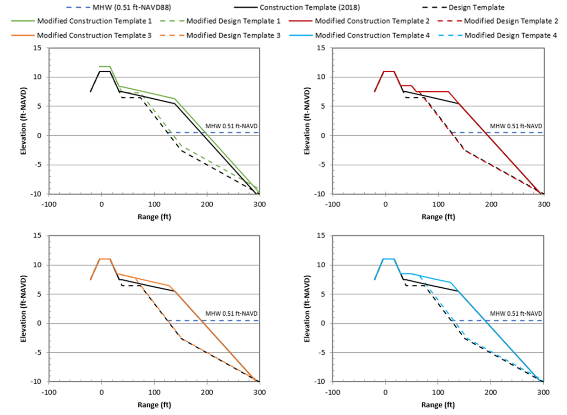 MHW (0.51 ft-NAVD88) Construction Template (2018) Design Template
Modified Construction Template 1 Modified Design Template 1 Modified Construction Template 2 Modified Design Template 2
Modified Construction Template 3 Modified Design Template 3 Modified Construction Template 4 Modified Design Tempate 4
15
10
5
0
-5
-10
Elevation (ft-NAVD)
MHW 0.51 ft-NAVD
-100 0 100 200 300
Range (ft)
15
10
5
0
-5
-10
Elevation (ft-NAVD)
MHW 0.51 ft-NAVD
-100 0 100 200 300
Range (ft)
15
10
5
0
-5
-10
Elevation (ft-NAVD)
MHW 0.51 ft-NAVD
-100 0 100 200 300
Range (ft)
15
10
5
0
-5
-10
Elevation (ft-NAVD)
MHW 0.51 ft-NAVD
-100 0 100 200 300
Range (ft)